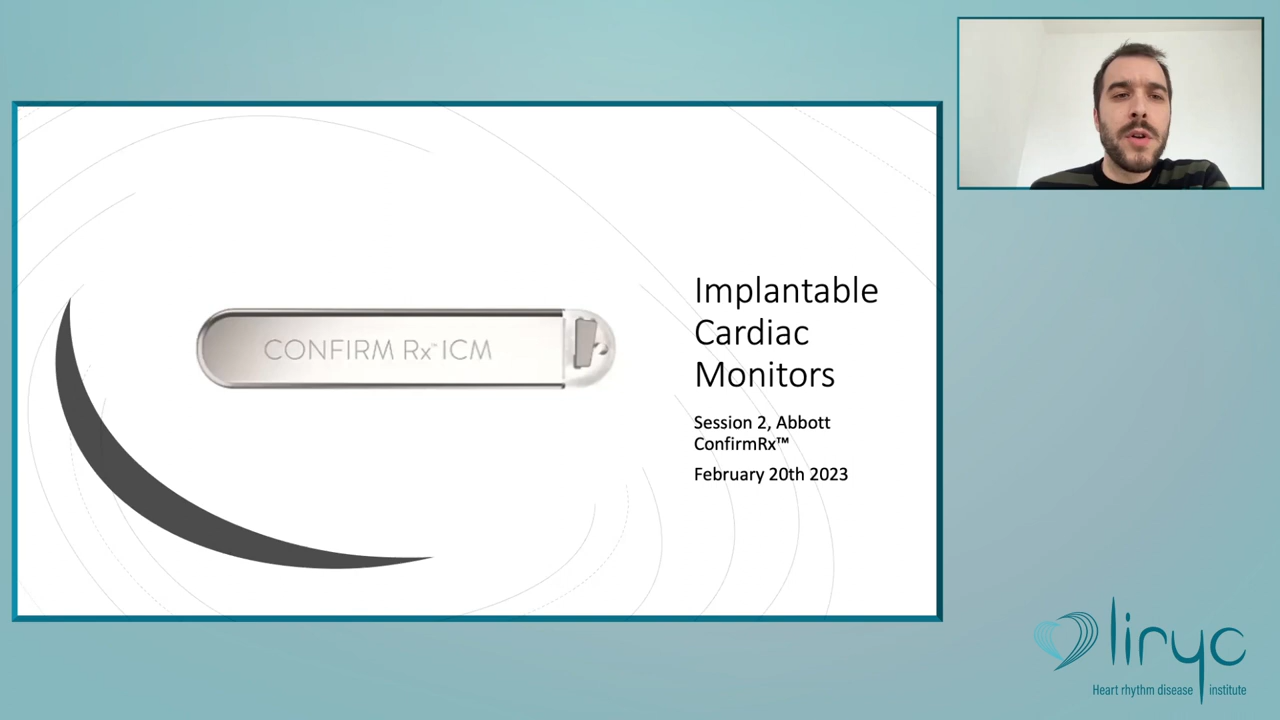 CONFIRM Rx™ ICM
Implantable
Cardiac
Monitors
Session 2, Abbott
ConfirmRx™
February 20th 2023
liryc
Heart rhythm disease institute